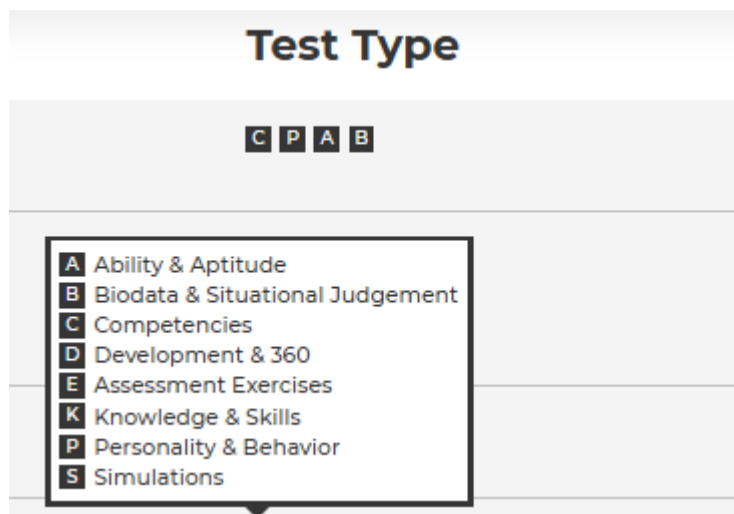 Test Type
C P A B
A Ability & Aptitude
B Biodata & Situational Judgement
C Competencies
D Development & 360
E Assessment Exercises
K Knowledge & Skills
P Personality & Behavior
S Simulations